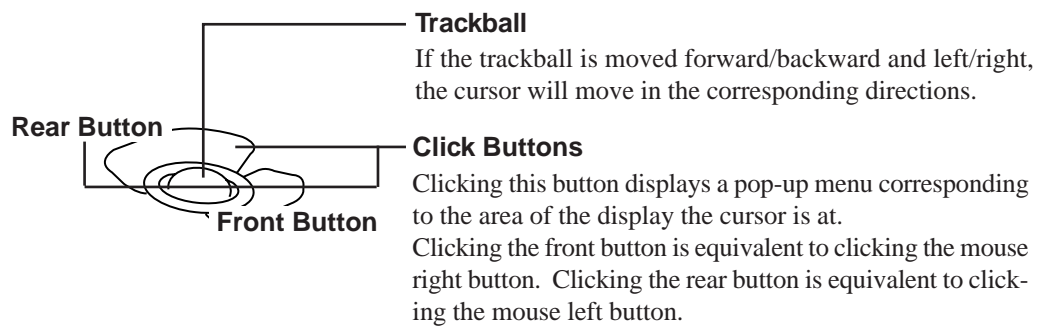 Trackball
If the trackball is moved forward/backward and left/right,
the cursor will move in the corresponding directions.
Rear Button
Click Buttons
Clicking this button displays a pop-up menu corresponding
to the area of the display the cursor is at.
Front Button
Clicking the front button is equivalent to clicking the mouse
right button. Clicking the rear button is equivalent to click-
ing the mouse left button.